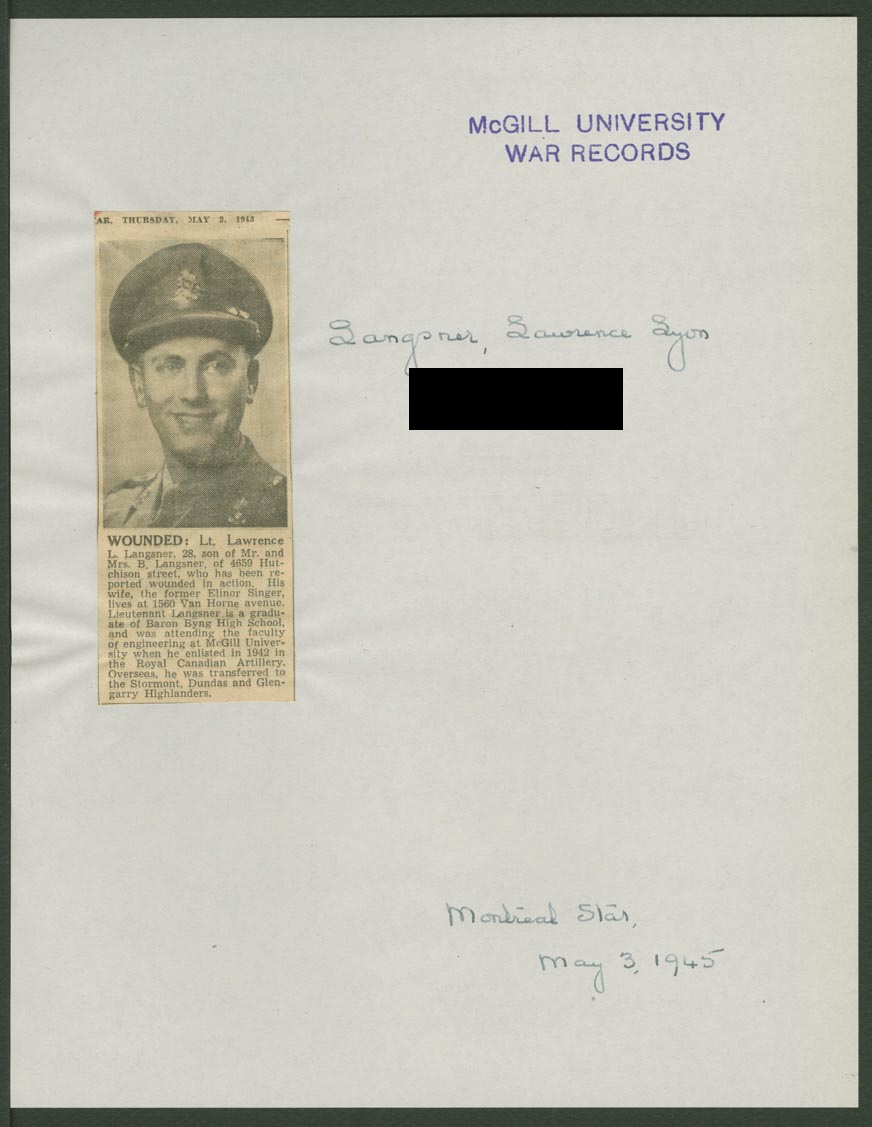 McGILL UNIVERSITY
WAR RECORDS
AR, THURSDAY, MAY 3, 1945
Langsner, Lawrence Lyon
WOUNDED: Lt. Lawrence
L. Langsner, 28, son of Mr. and
Mrs. B. Langsner, of 4659 Hut-
chison street, who has been re-
ported wounded in action. His
wife, the former Elinor Singer,
lives at 1560 Van Horne avenue.
Lieutenant Langsner is a gradu-
ate of Baron Byng High School,
and was attending the faculty
of engineering at McGill Univer-
sity when he enlisted in 1942 in
the Royal Canadian Artillery.
Overseas, he was transferred to
the Stormont, Dundas and Glen-
garry Highlanders.
Montreal Star,
May 3, 1945